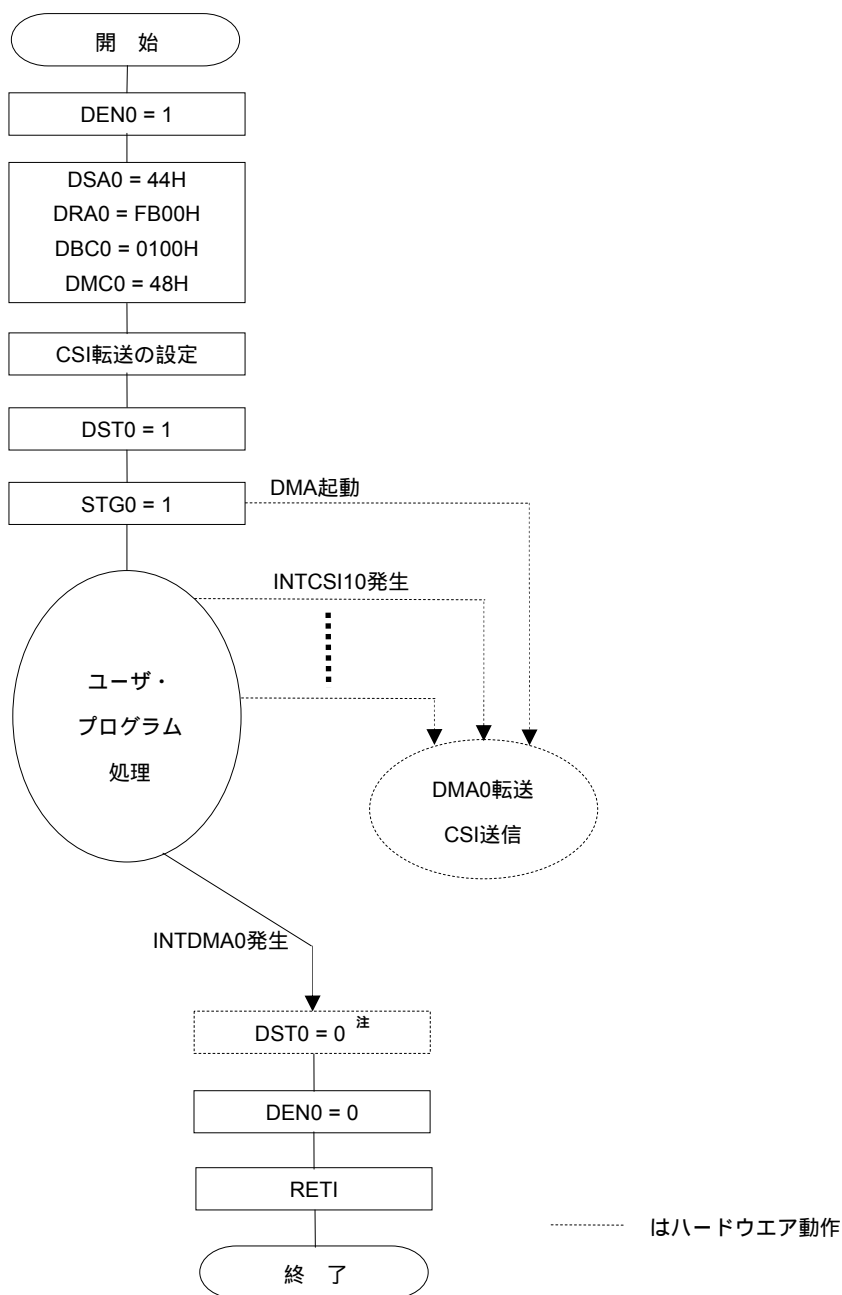 開 始
DEN0 = 1
DSA0 = 44H
DRA0 = FB00H
DBC0 = 0100H
DMC0 = 48H
CSI転送の設定
DST0 = 1
STG0 = 1
DMA起動
INTCSI10発生
ユーザ・
プログラム
処理
DMA0転送
CSI送信
INTDMA0発生
DST0 = 0 注
DEN0 = 0
RETI
はハードウエア動作
終 了